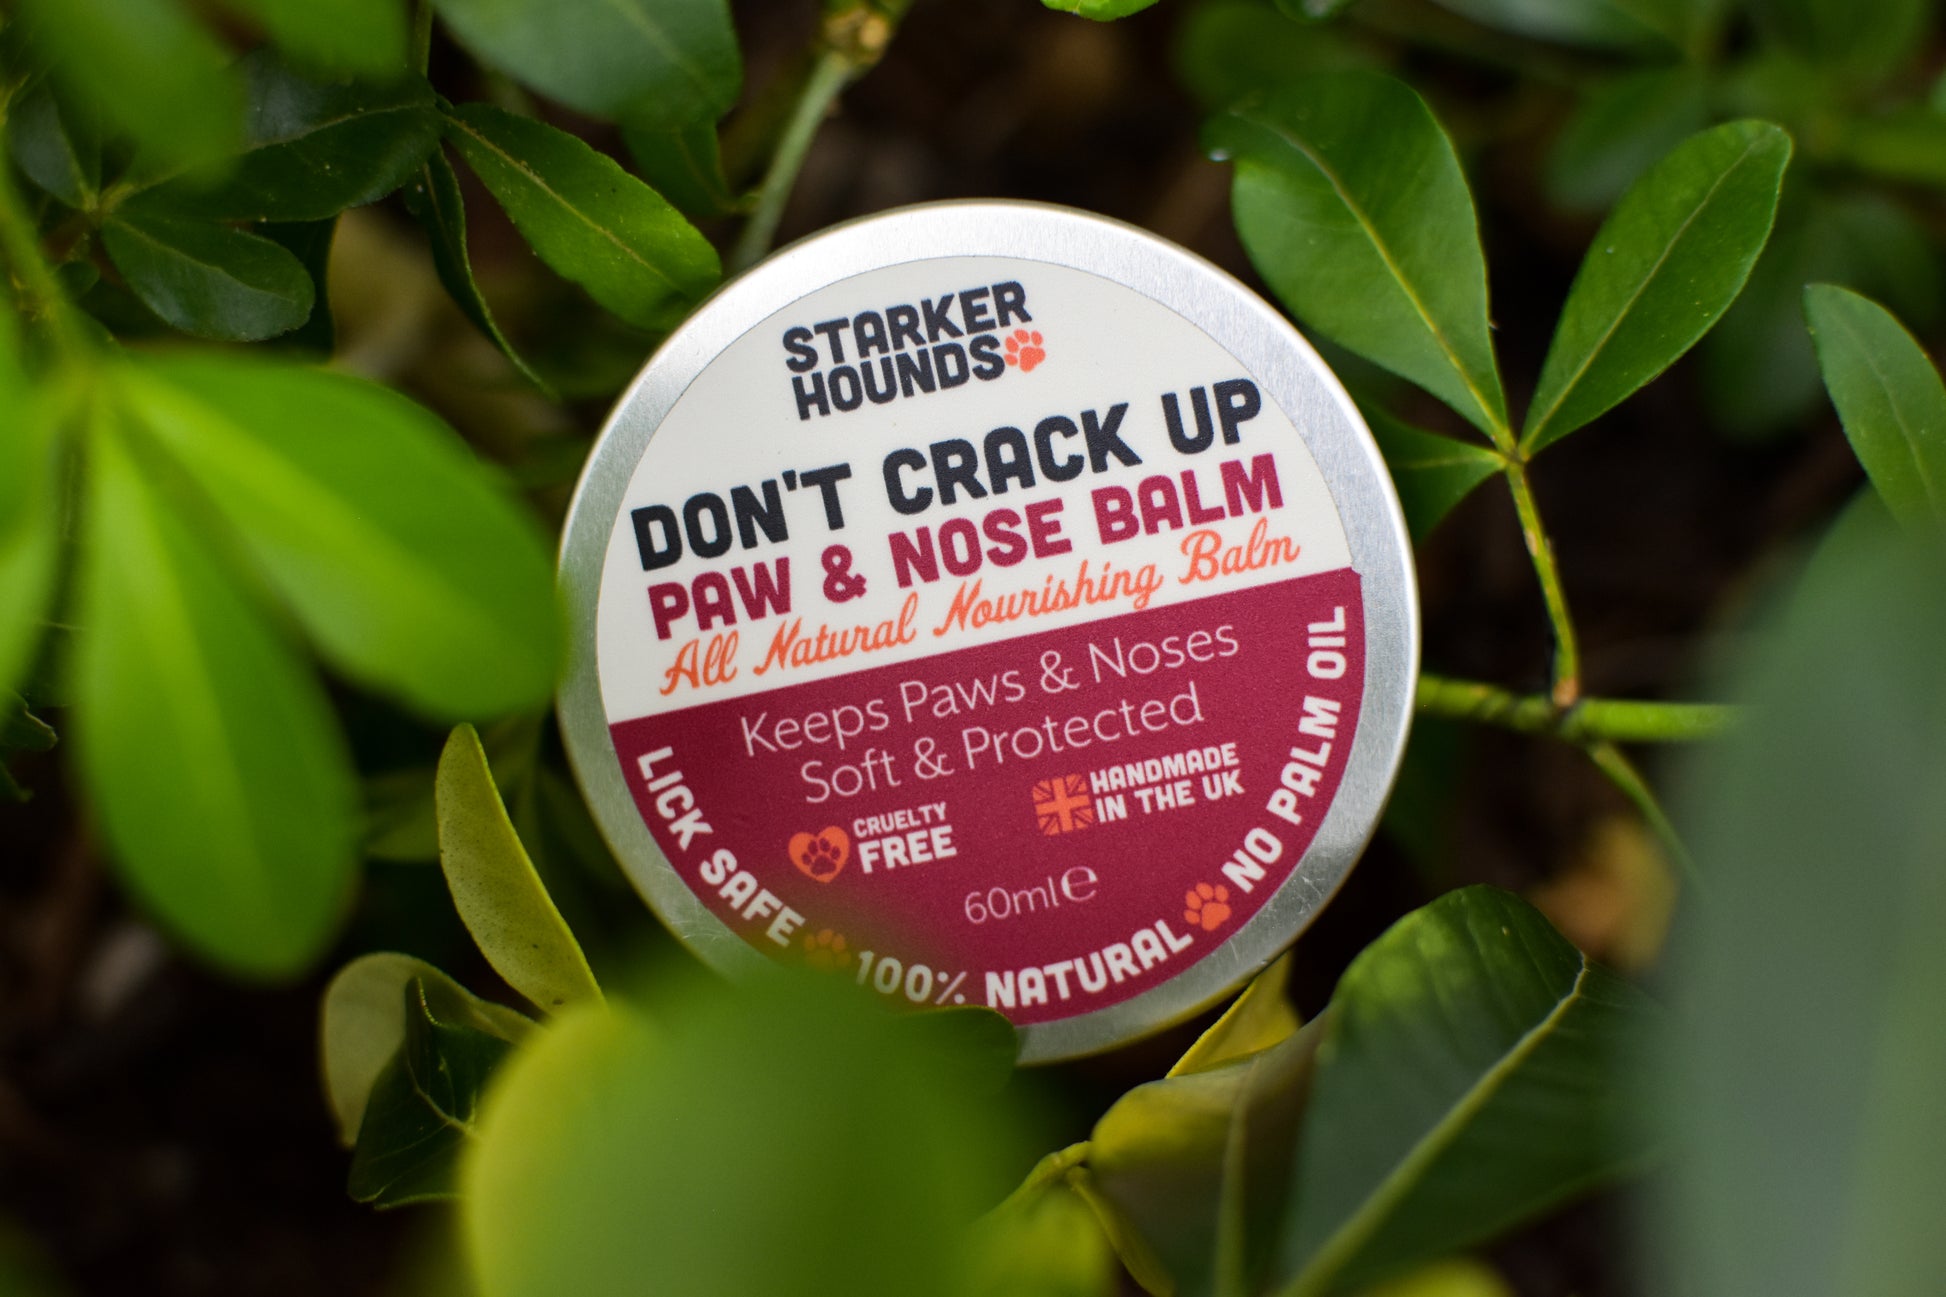 STARKER
HOUNDS
DON'T CRACK UP
PAW & NOSE BALM
All Natural Nourishing Balm
Keeps Paws & Noses
Soft & Protected
CRUELTY
FREE
HANDMADE
IN THE UK
60ml℮
LICK SAFE 100% NATURAL NO PALM OIL